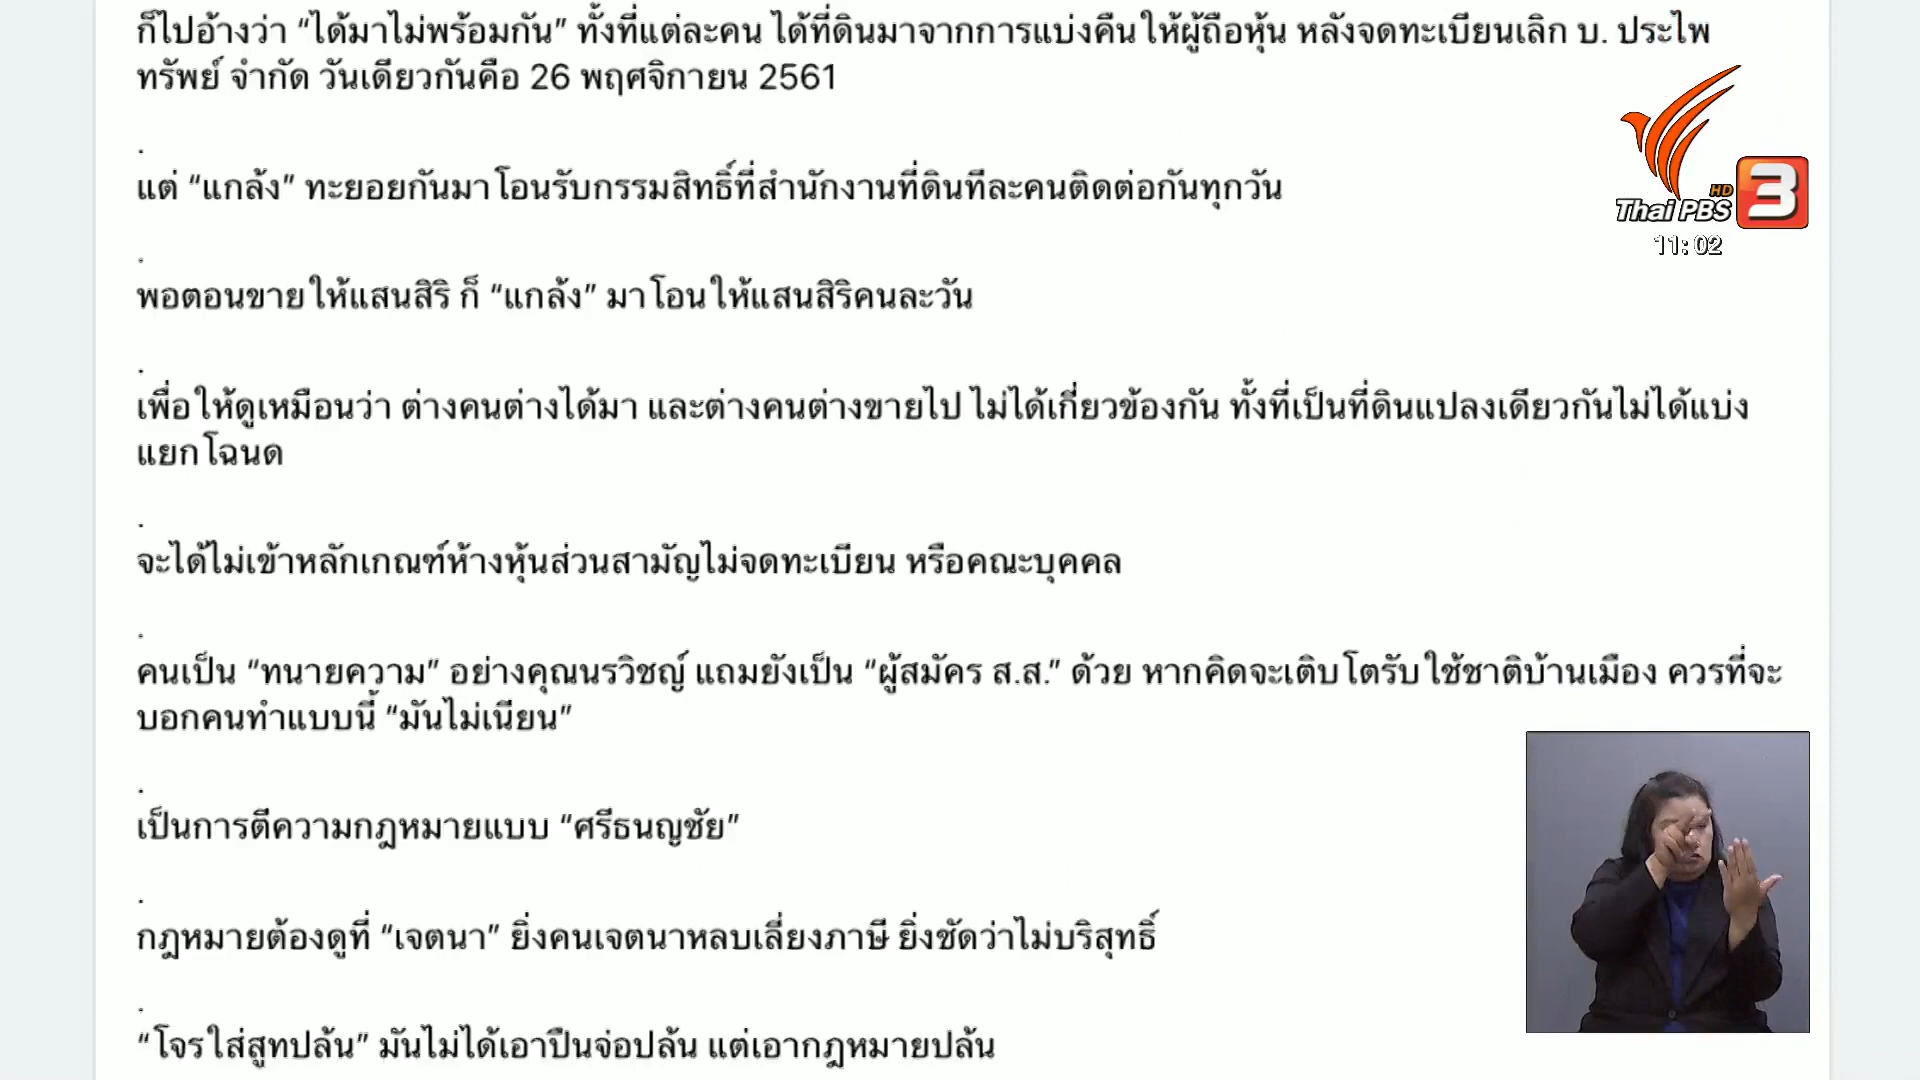 ก็ไปอ้างว่า “ได้มาไม่พร้อมกัน” ทั้งที่แต่ละคน ได้ที่ดินมาจากการแบ่งคืนให้ผู้ถือหุ้น หลังจดทะเบียนเลิก บ. ประไพ
ทรัพย์ จำกัด วันเดียวกันคือ 26 พฤศจิกายน 2561
.
แต่ “แกล้ง” ทะยอยกันมาโอนรับกรรมสิทธิ์ที่สำนักงานที่ดินทีละคนติดต่อกันทุกวัน
.
พอตอนขายให้แสนสิริ ก็ “แกล้ง” มาโอนให้แสนสิริคนละวัน
.
เพื่อให้ดูเหมือนว่า ต่างคนต่างได้มา และต่างคนต่างขายไป ไม่ได้เกี่ยวข้องกัน ทั้งที่เป็นที่ดินแปลงเดียวกันไม่ได้แบ่ง
แยกโฉนด
.
จะได้ไม่เข้าหลักเกณฑ์ห้างหุ้นส่วนสามัญไม่จดทะเบียน หรือคณะบุคคล
.
คนเป็น “ทนายความ” อย่างคุณนรวิชญ์ แถมยังเป็น “ผู้สมัคร ส.ส.” ด้วย หากคิดจะเติบโตรับใช้ชาติบ้านเมือง ควรที่จะ
บอกคนทำแบบนี้ “มันไม่เนียน”
.
เป็นการตีความกฎหมายแบบ “ศรีธนญชัย”
.
กฎหมายต้องดูที่ “เจตนา” ยิ่งคนเจตนาหลบเลี่ยงภาษี ยิ่งชัดว่าไม่บริสุทธิ์
.
“โจรใส่สูทปล้น” มันไม่ได้เอาปืนจ่อปล้น แต่เอากฎหมายปล้น
HD
Thai PBS 3
11:02